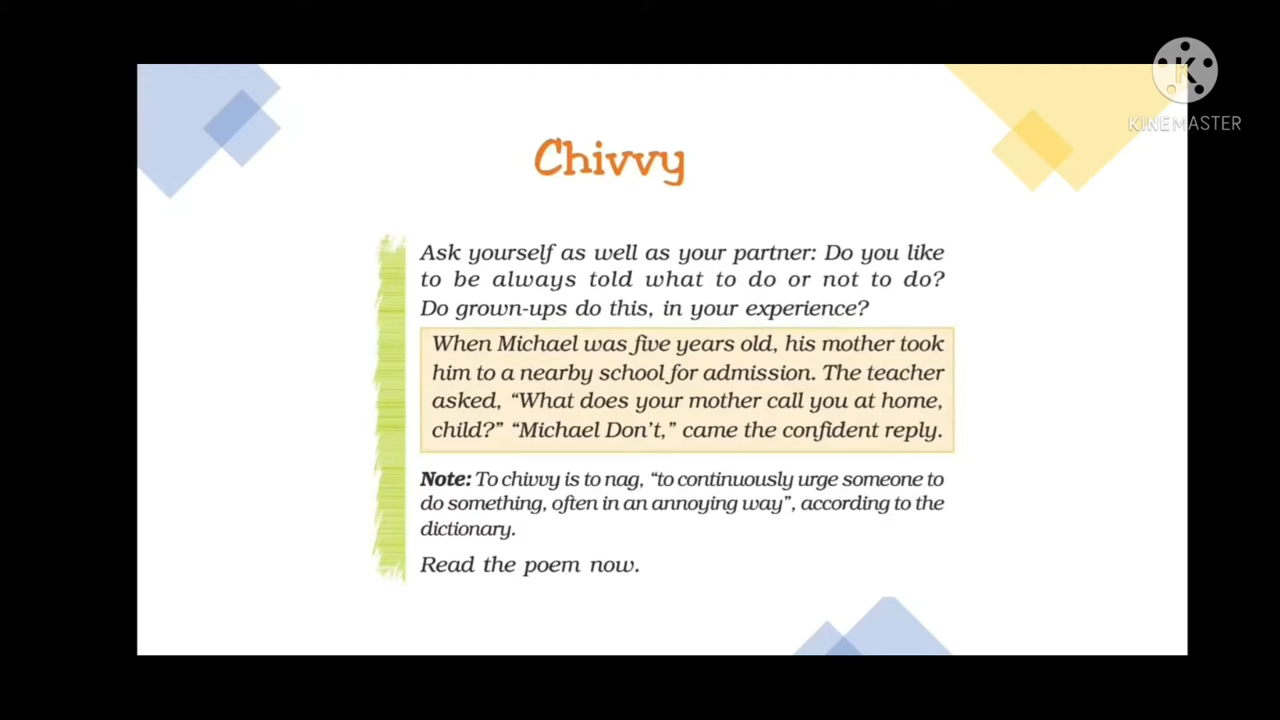 KINEMASTER
Chivvy
Ask yourself as well as your partner: Do you like
to be always told what to do or not to do?
Do grown-ups do this, in your experience?
When Michael was five years old, his mother took
him to a nearby school for admission. The teacher
asked, “What does your mother call you at home,
child?” “Michael Don’t,” came the confident reply.
Note: To chivvy is to nag, “to continuously urge someone to
do something, often in an annoying way”, according to the
dictionary.
Read the poem now.